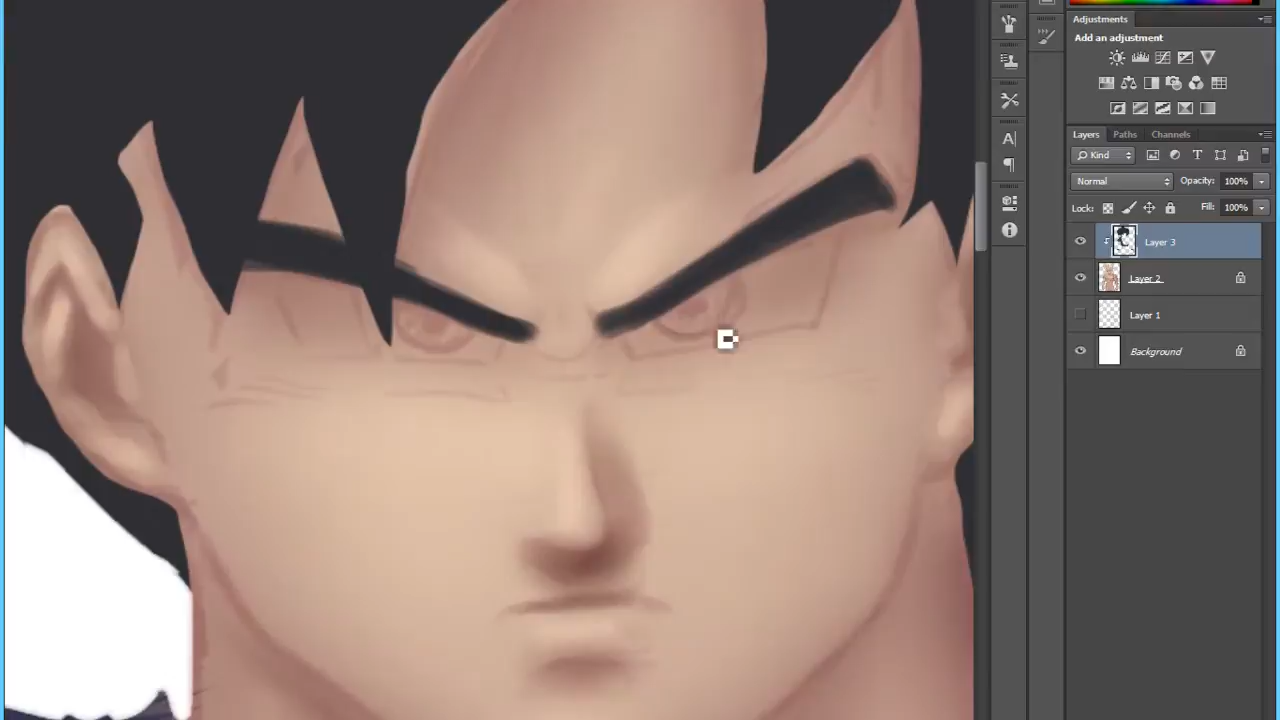 Adjustments
Add an adjustment
Layers Paths Channels
Kind
Normal Opacity: 100%
Lock: Fill: 100%
Layer 3
Layer 2
Layer 1
Background